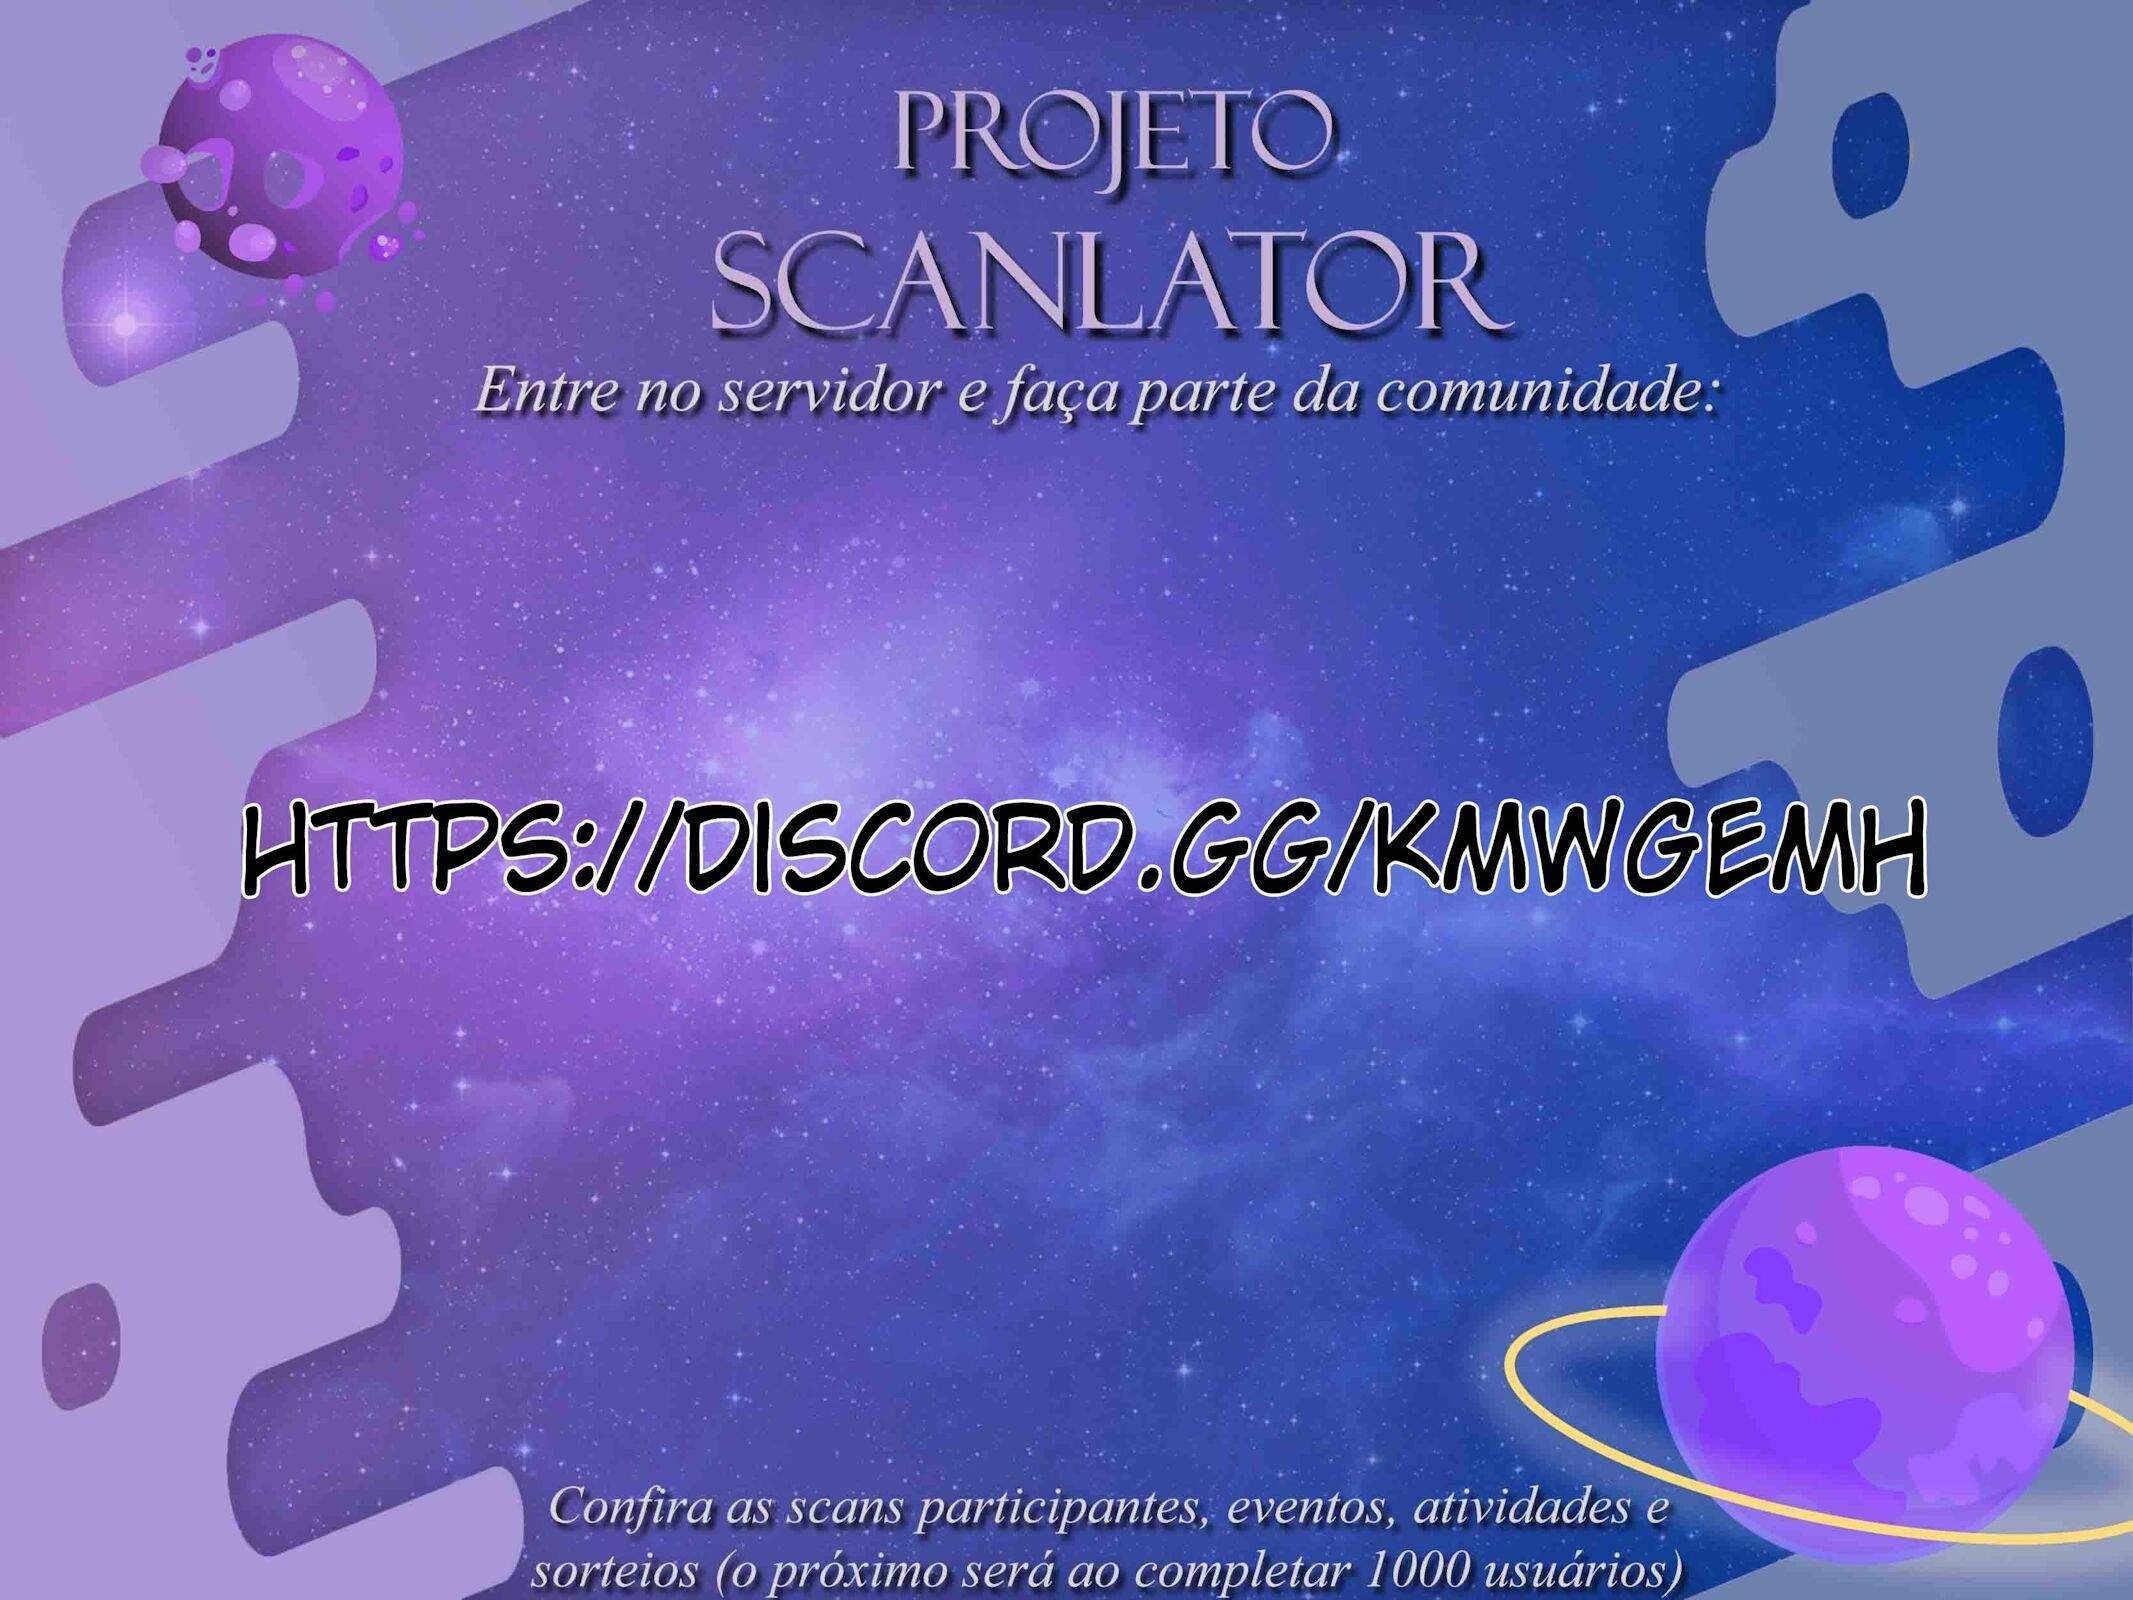 PROJETO
SCANLATOR
Entre no servidor e faça parte da comunidade:
HTTPS://DISCORD.GG/KMWGEMH
Confira as scans participantes, eventos, atividades e
sorteios (o próximo será ao completar 1000 usuários)